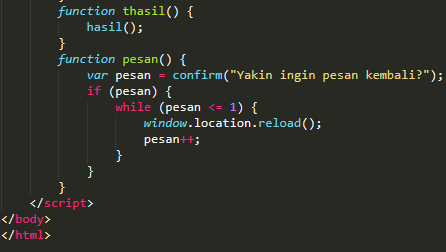 function thasil() {
hasil();
}
function pesan() {
var pesan = confirm("Yakin ingin pesan kembali?");
if (pesan) {
while (pesan <= 1) {
window.location.reload();
pesan++;
}
}
}
</script>
</body>
</html>